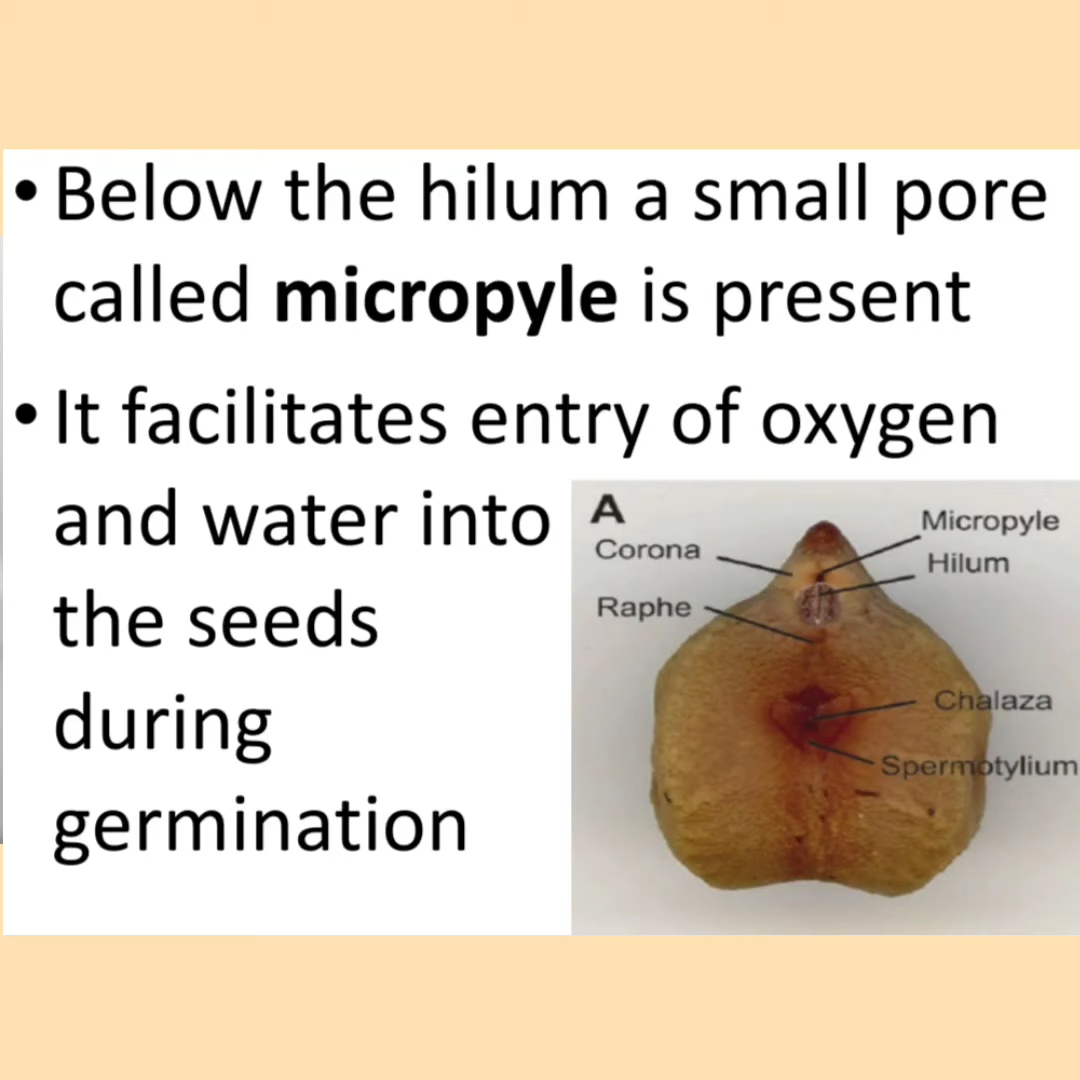 • Below the hilum a small pore
called micropyle is present
• It facilitates entry of oxygen
and water into
the seeds
during
germination
A
Corona
Micropyle
Hilum
Raphe
Chalaza
Spermotylium